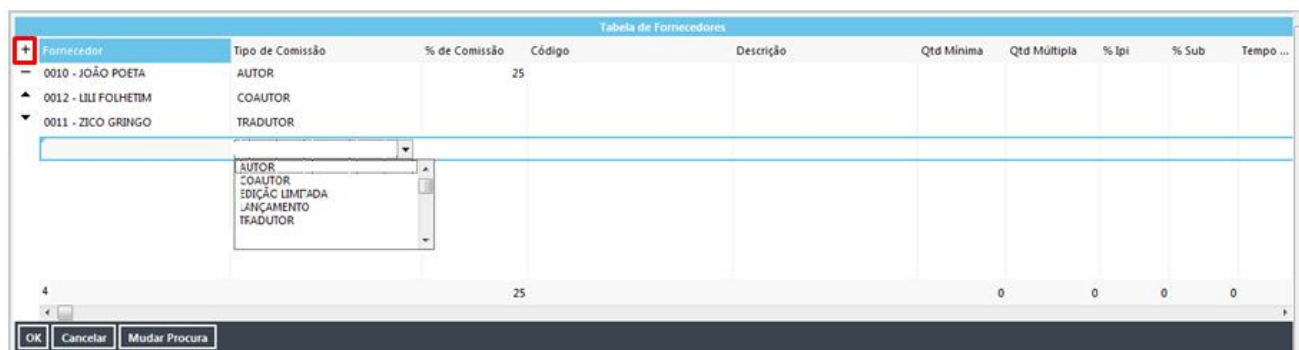 Tabela de Fornecedores
+ Fornecedor Tipo de Comissão % de Comissão Código Descrição Qtd Mínima Qtd Múltipla % Ipi % Sub Tempo ...
0010 - JOÃO POETA AUTOR 25
0012 - LILI FOLHETIM COAUTOR
0011 - ZICO GRINGO TRADUTOR
AUTOR
COAUTOR
EDIÇÃO LIMITADA
LANÇAMENTO
TRADUTOR
4 25 0 0 0 0
OK Cancelar Mudar Procura